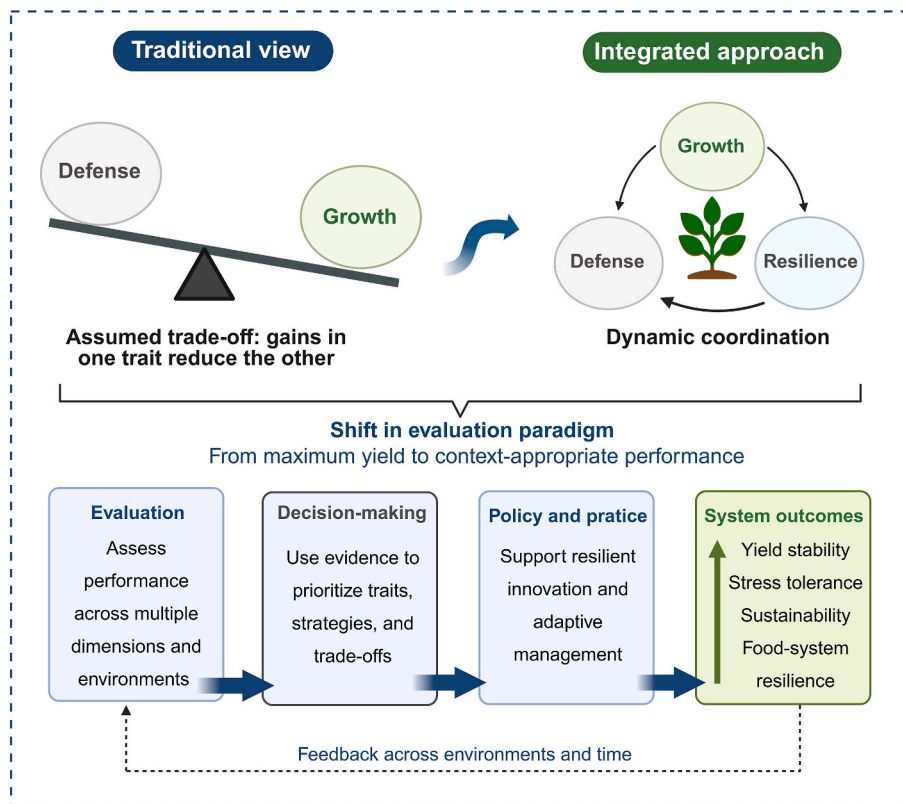 Traditional view
Integrated approach
Defense
Growth
Growth
Defense
Resilience
Assumed trade-off: gains in
one trait reduce the other
Dynamic coordination
Shift in evaluation paradigm
From maximum yield to context-appropriate performance
Evaluation
Assess
performance
across multiple
dimensions and
environments
Decision-making
Use evidence to
prioritize traits,
strategies, and
trade-offs
Policy and pratice
Support resilient
innovation and
adaptive
management
System outcomes
Yield stability
Stress tolerance
Sustainability
Food-system
resilience
Feedback across environments and time